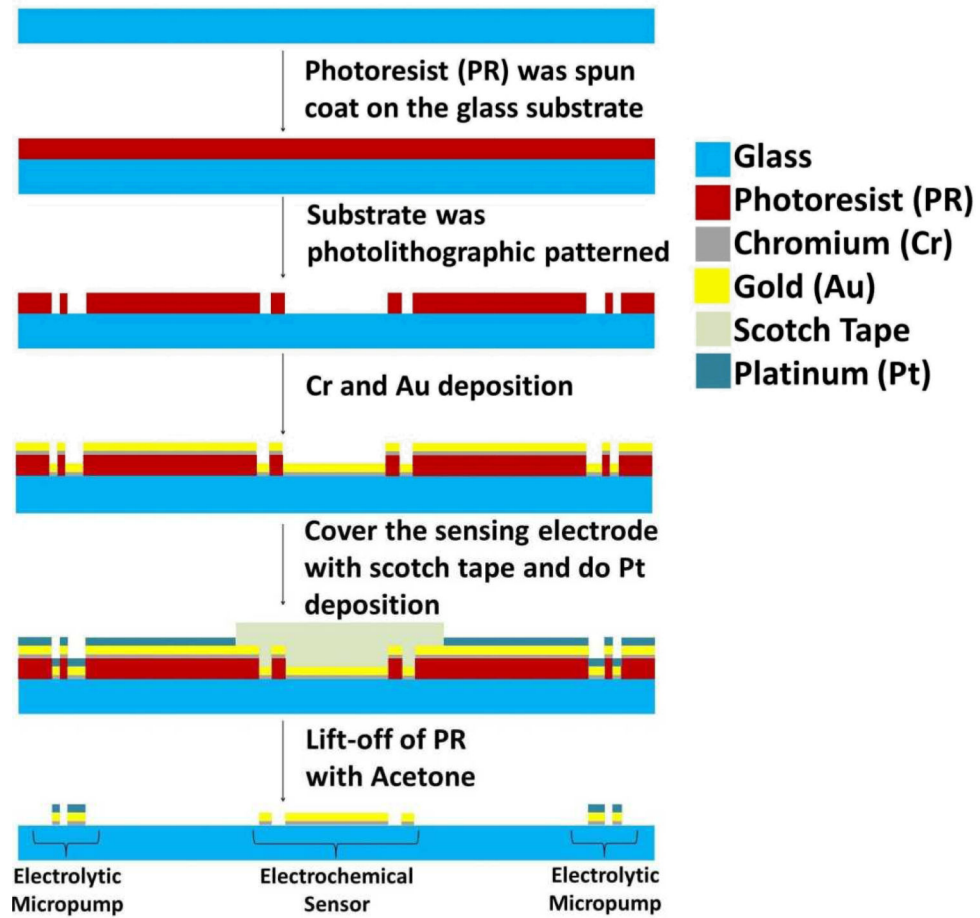 Photoresist (PR) was spun
coat on the glass substrate
Glass
Photoresist (PR)
Chromium (Cr)
Gold (Au)
Scotch Tape
Platinum (Pt)
Substrate was
photolithographic patterned
Cr and Au deposition
Cover the sensing electrode
with scotch tape and do Pt
deposition
Lift-off of PR
with Acetone
Electrolytic
Micropump
Electrochemical
Sensor
Electrolytic
Micropump